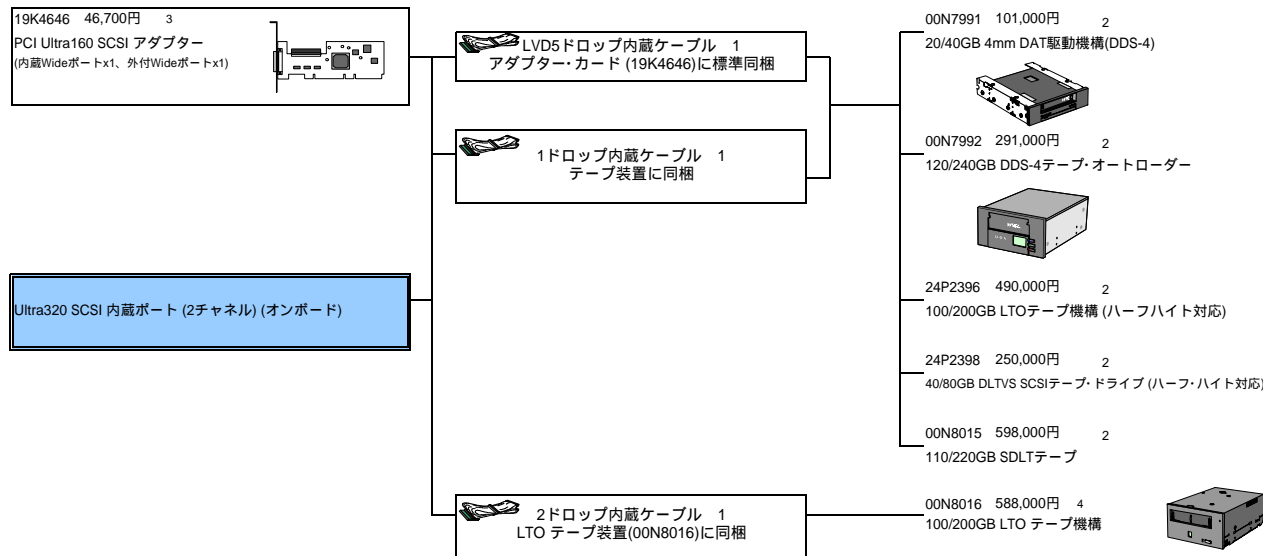 19K4646 46,700円 3
PCI Ultra160 SCSI アダプター
(内蔵Wideポートx1、外付Wideポートx1)
LVD5ドロップ内蔵ケーブル 1
アダプター・カード (19K4646)に標準同梱
1ドロップ内蔵ケーブル 1
テープ装置に同梱
Ultra320 SCSI 内蔵ポート (2チャネル) (オンボード)
2ドロップ内蔵ケーブル 1
LTO テープ装置(00N8016)に同梱
00N7991 101,000円 2
20/40GB 4mm DAT駆動機構(DDS-4)
00N7992 291,000円 2
120/240GB DDS-4テープ・オートローダー
24P2396 490,000円 2
100/200GB LTOテープ機構 (ハーフハイト対応)
24P2398 250,000円 2
40/80GB DLTVS SCSIテープ・ドライブ (ハーフ・ハイト対応)
00N8015 598,000円 2
110/220GB SDLTテープ
00N8016 588,000円 4
100/200GB LTO テープ機構